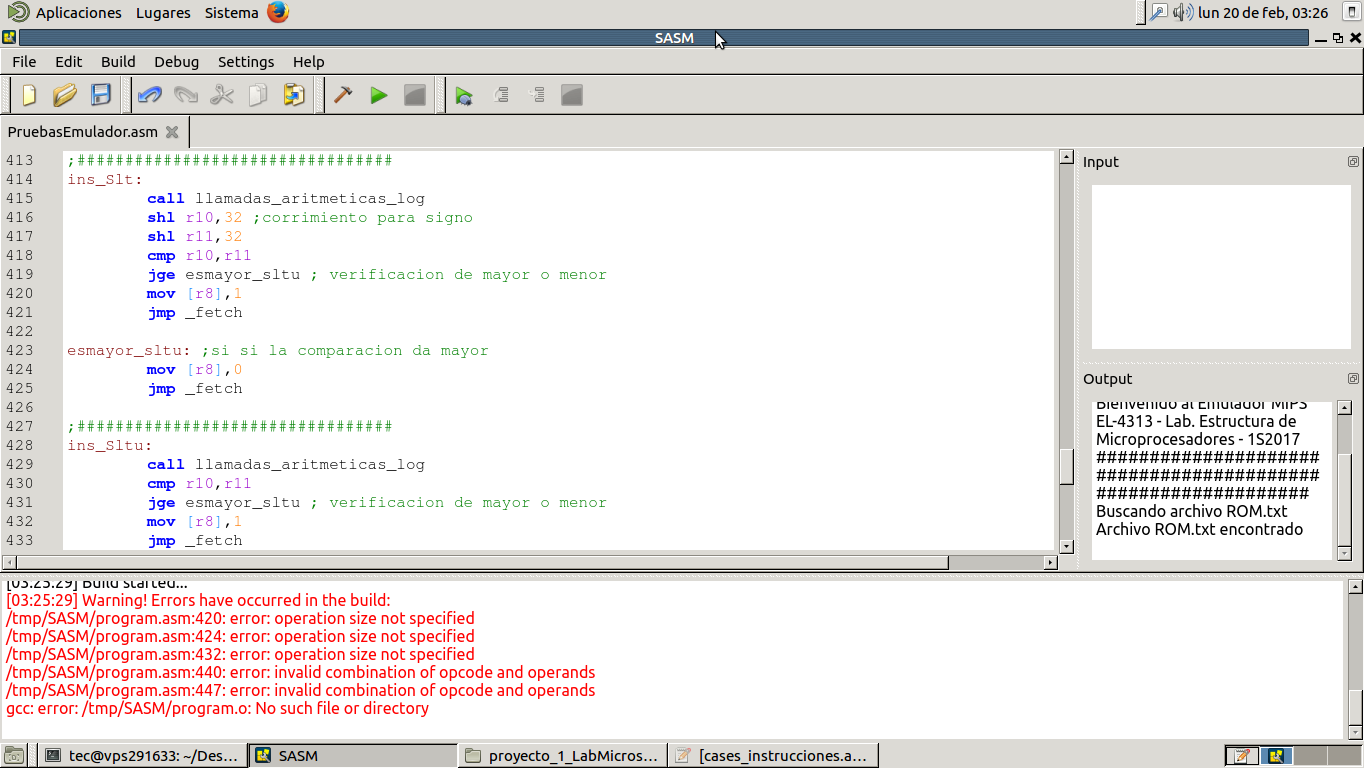 Aplicaciones Lugares Sistema lun 20 de feb, 03:26
SASM
File Edit Build Debug Settings Help
PruebasEmulador.asm
413 ;#################################
414 ins_Slt:
415 call llamadas_aritmeticas_log
416 shl r10,32 ;corrimiento para signo
417 shl r11,32
418 cmp r10,r11
419 jge esmayor_sltu ; verificacion de mayor o menor
420 mov [r8],1
421 jmp _fetch
422
423 esmayor_sltu: ;si si la comparacion da mayor
424 mov [r8],0
425 jmp _fetch
426
427 ;#################################
428 ins_Sltu:
429 call llamadas_aritmeticas_log
430 cmp r10,r11
431 jge esmayor_sltu ; verificacion de mayor o menor
432 mov [r8],1
433 jmp _fetch
Input
Output
Bienvenido al Emulador MIPS
EL-4313 - Lab. Estructura de
Microprocesadores - 1S2017
#####################
#####################
####################
Buscando archivo ROM.txt
Archivo ROM.txt encontrado
[03:25:29] Build started...
[03:25:29] Warning! Errors have occurred in the build:
/tmp/SASM/program.asm:420: error: operation size not specified
/tmp/SASM/program.asm:424: error: operation size not specified
/tmp/SASM/program.asm:432: error: operation size not specified
/tmp/SASM/program.asm:440: error: invalid combination of opcode and operands
/tmp/SASM/program.asm:447: error: invalid combination of opcode and operands
gcc: error: /tmp/SASM/program.o: No such file or directory
tec@vps291633: ~/Des... SASM proyecto_1_LabMicros... [cases_instrucciones.a...